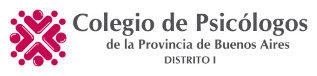 Colegio de Psicólogos
de la Provincia de Buenos Aires
DISTRITO I